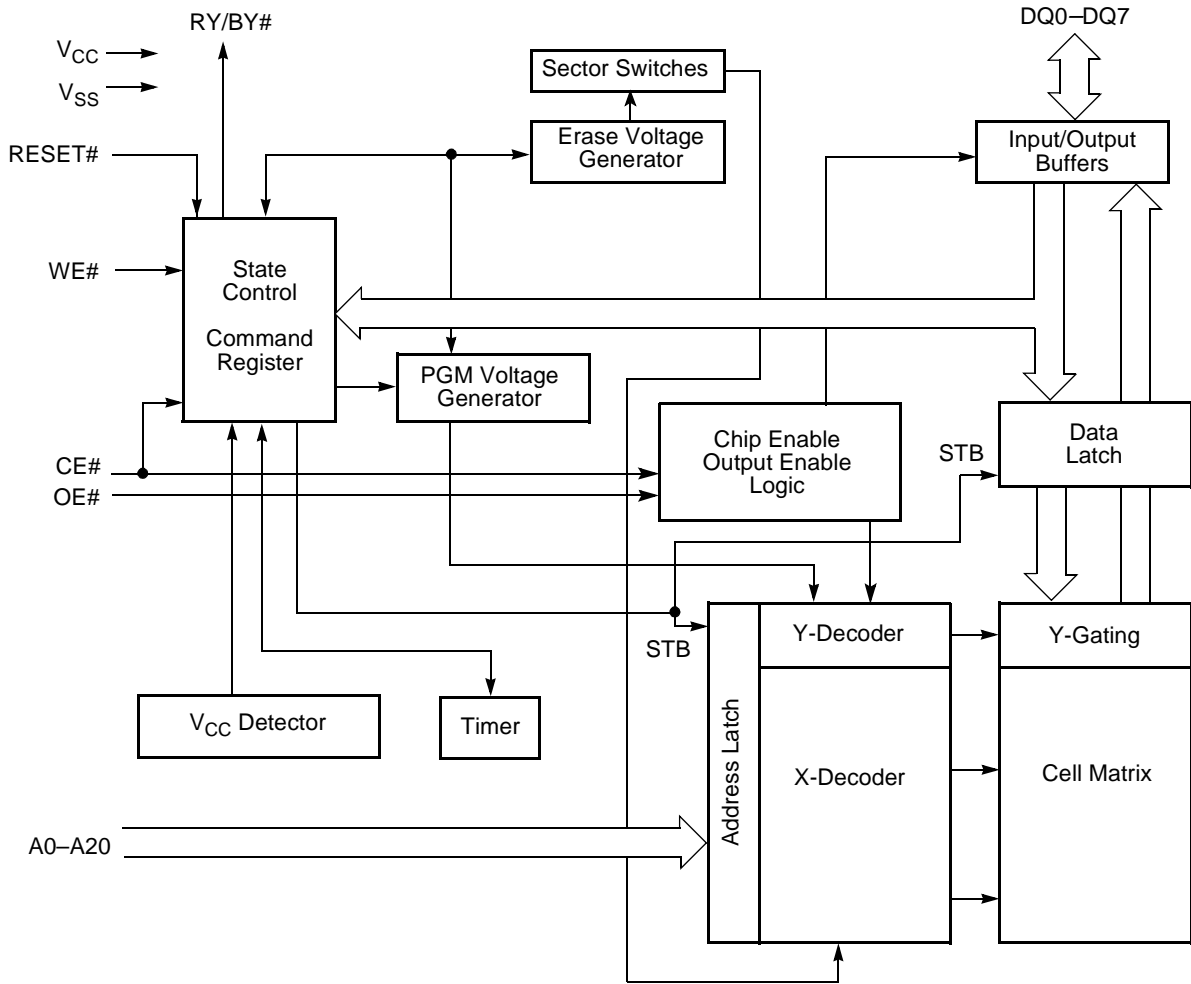 RY/BY#
DQ0–DQ7
VCC
VSS
Sector Switches
RESET#
Erase Voltage
Generator
Input/Output
Buffers
WE#
State
Control
Command
Register
PGM Voltage
Generator
Chip Enable
Output Enable
Logic
Data
Latch
STB
CE#
OE#
STB
Y-Decoder
Y-Gating
VCC Detector
Timer
Address Latch
X-Decoder
Cell Matrix
A0–A20